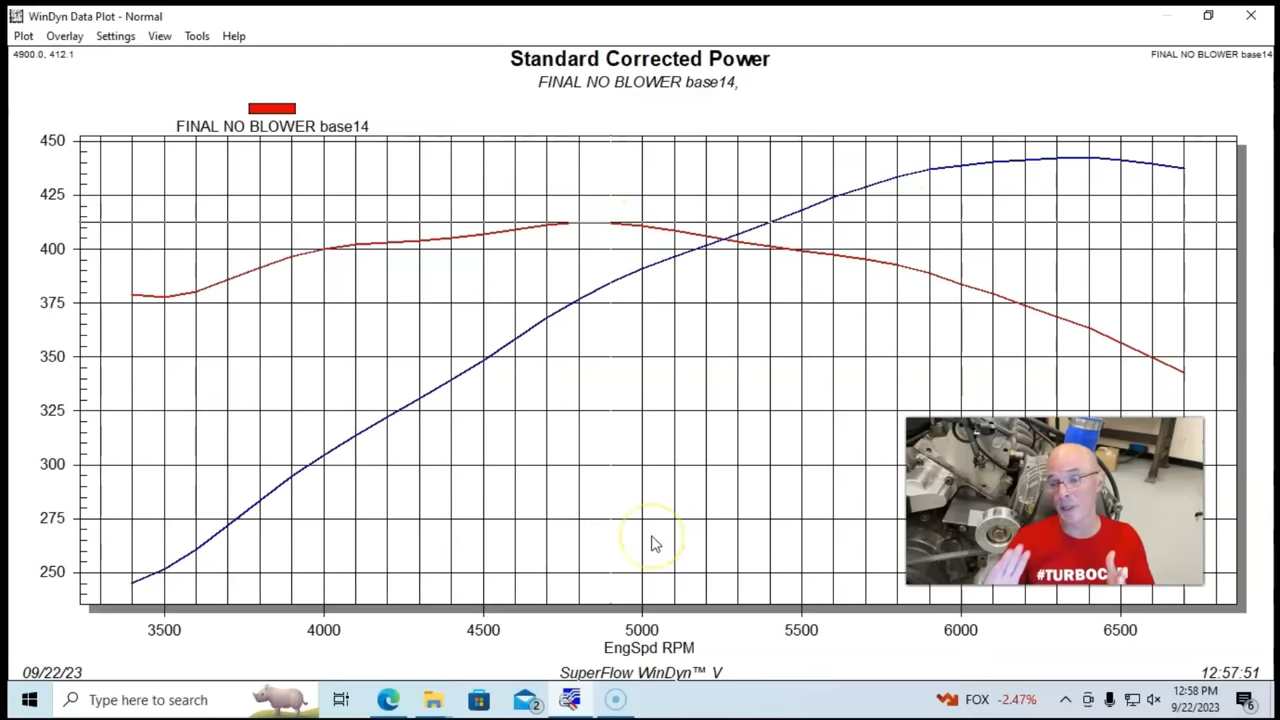 WinDyn Data Plot - Normal
Plot Overlay Settings View Tools Help
4900.0, 412.1
FINAL NO BLOWER base14
Standard Corrected Power
FINAL NO BLOWER base14,
FINAL NO BLOWER base14
450
425
400
375
350
325
300
275
250
3500 4000 4500 5000 5500 6000 6500
EngSpd RPM
#TURBOC
09/22/23
SuperFlow WinDyn™ V
12:57:51
Type here to search
2
FOX -2.47%
12:58 PM
9/22/2023
6